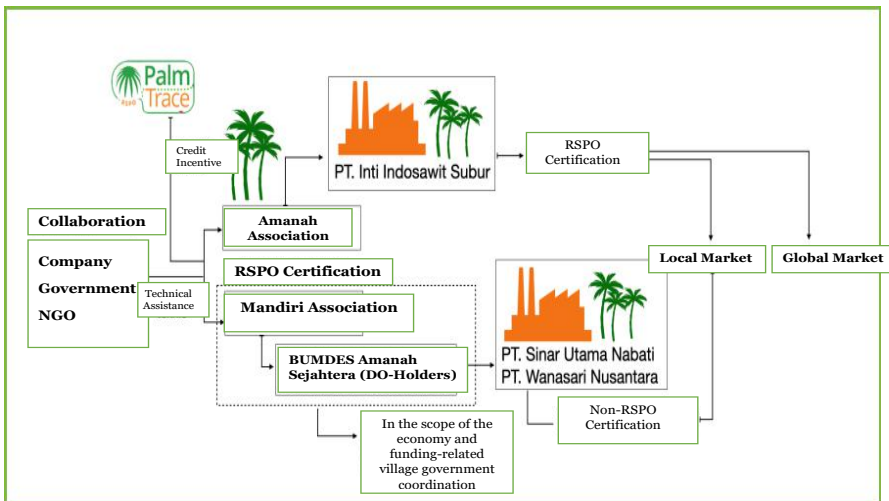 Palm
Trace
RSPO
Credit
Incentive
PT. Inti Indosawit Subur
RSPO
Certification
Collaboration
Amanah
Association
Company
Government
NGO
Technical
Assistance
RSPO Certification
Mandiri Association
BUMDES Amanah
Sejahtera (DO-Holders)
Local Market
Global Market
PT. Sinar Utama Nabati
PT. Wanasari Nusantara
Non-RSPO
Certification
In the scope of the
economy and
funding-related
village government
coordination